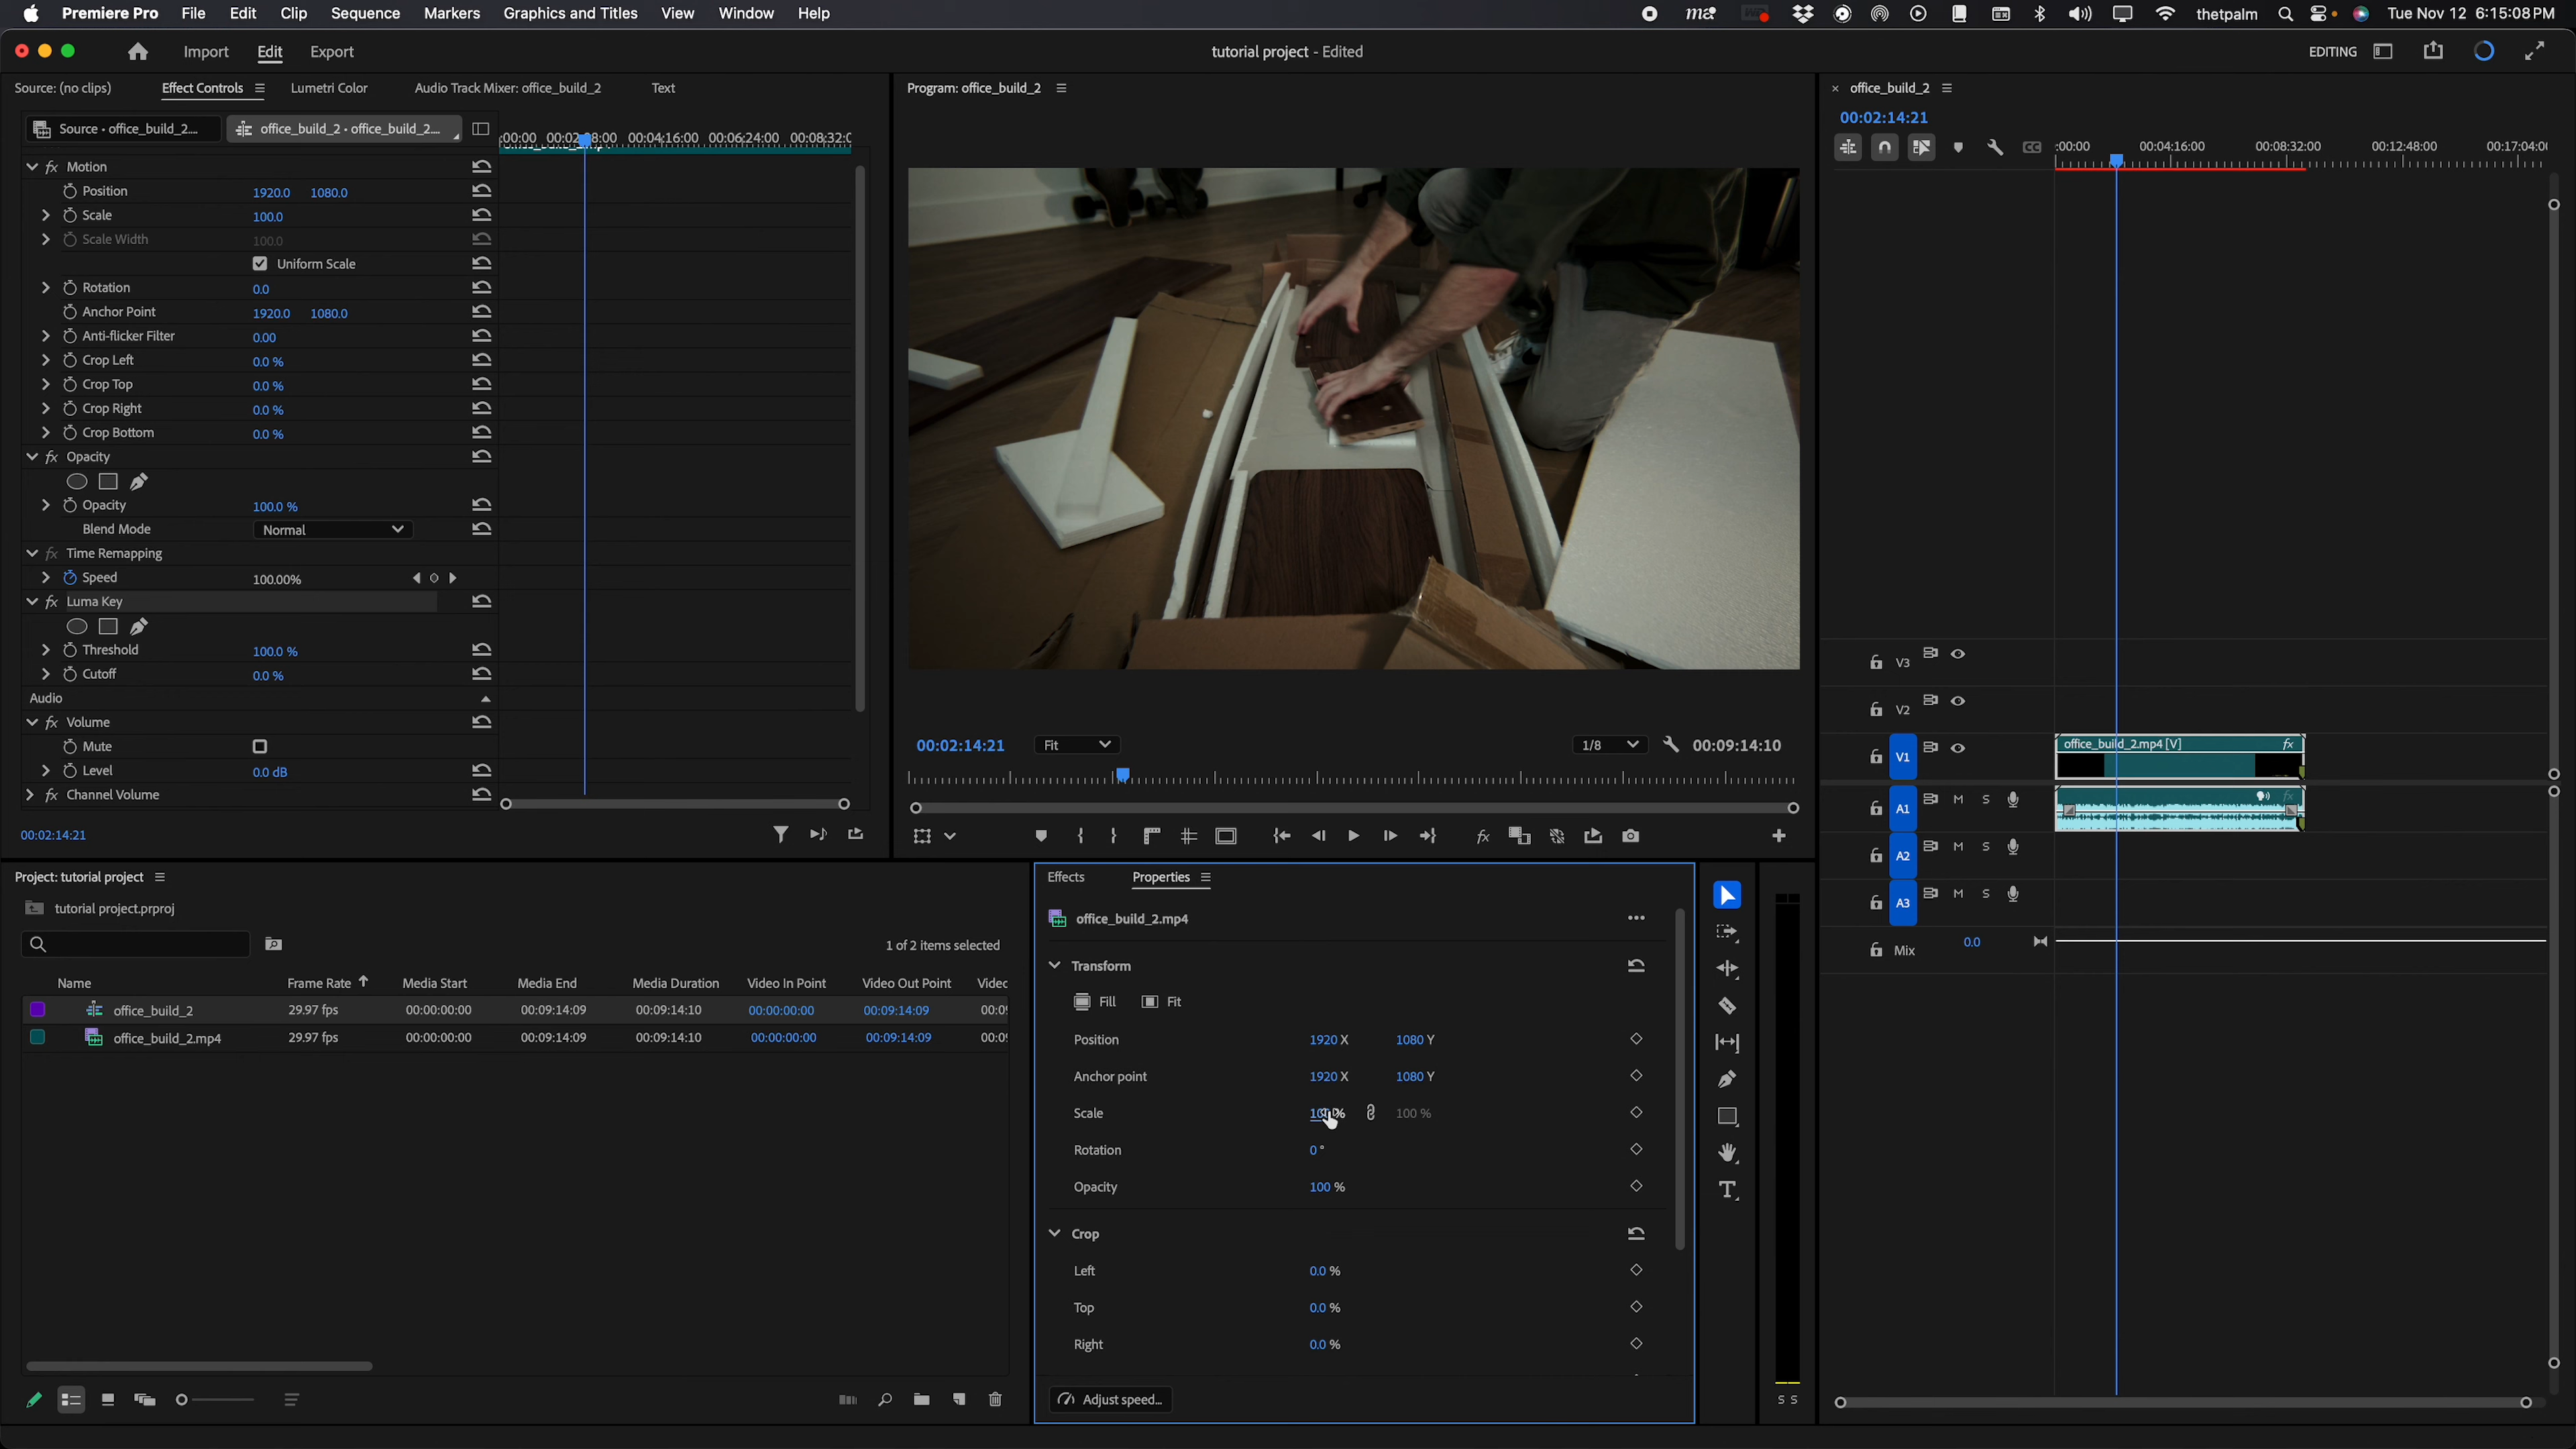 Premiere Pro File Edit Clip Sequence Markers Graphics and Titles View Window Help
thetpalm Tue Nov 12 6:15:08 PM
Import Edit Export
tutorial project - Edited
EDITING
Source: (no clips) Effect Controls Lumetri Color Audio Track Mixer: office_build_2 Text
Source • office_build_2.... office_build_2 • office_build_2....
:00:00 00:04:16:00 00:06:24:00
Motion
Position 1920.0 1080.0
Scale 100.0
Scale Width 100.0
Uniform Scale
Rotation 0.0
Anchor Point 1920.0 1080.0
Anti-flicker Filter 0.00
Crop Left 0.0 %
Crop Top 0.0 %
Crop Right 0.0 %
Crop Bottom 0.0 %
Opacity
Opacity 100.0 %
Blend Mode Normal
Time Remapping
Speed 100.00%
Luma Key
Threshold 100.0 %
Cutoff 0.0 %
Audio
Volume
Mute
Level 0.0 dB
Channel Volume
00:02:14:21
Program: office_build_2
00:02:14:21 Fit 1/8 00:09:14:10
office_build_2
00:02:14:21
:00:00 00:04:16:00 00:08:32:00 00:12:48:00 00:17:04:0
V3
V2
V1 office_build_2.mp4 [V] fx
A1 M S
A2 M S
A3 M S
Mix 0.0
Project: tutorial project
tutorial project.prproj
1 of 2 items selected
Name Frame Rate Media Start Media End Media Duration Video In Point Video Out Point Videc
office_build_2 29.97 fps 00:00:00:00 00:09:14:09 00:09:14:10 00:00:00:00 00:09:14:09 00:09
office_build_2.mp4 29.97 fps 00:00:00:00 00:09:14:09 00:09:14:10 00:00:00:00 00:09:14:09 00:09
Effects Properties
office_build_2.mp4
Transform
Fill Fit
Position 1920 X 1080 Y
Anchor point 1920 X 1080 Y
Scale 100 %
Rotation 0 °
Opacity 100 %
Crop
Left 0.0 %
Top 0.0 %
Right 0.0 %
Adjust speed...
S S